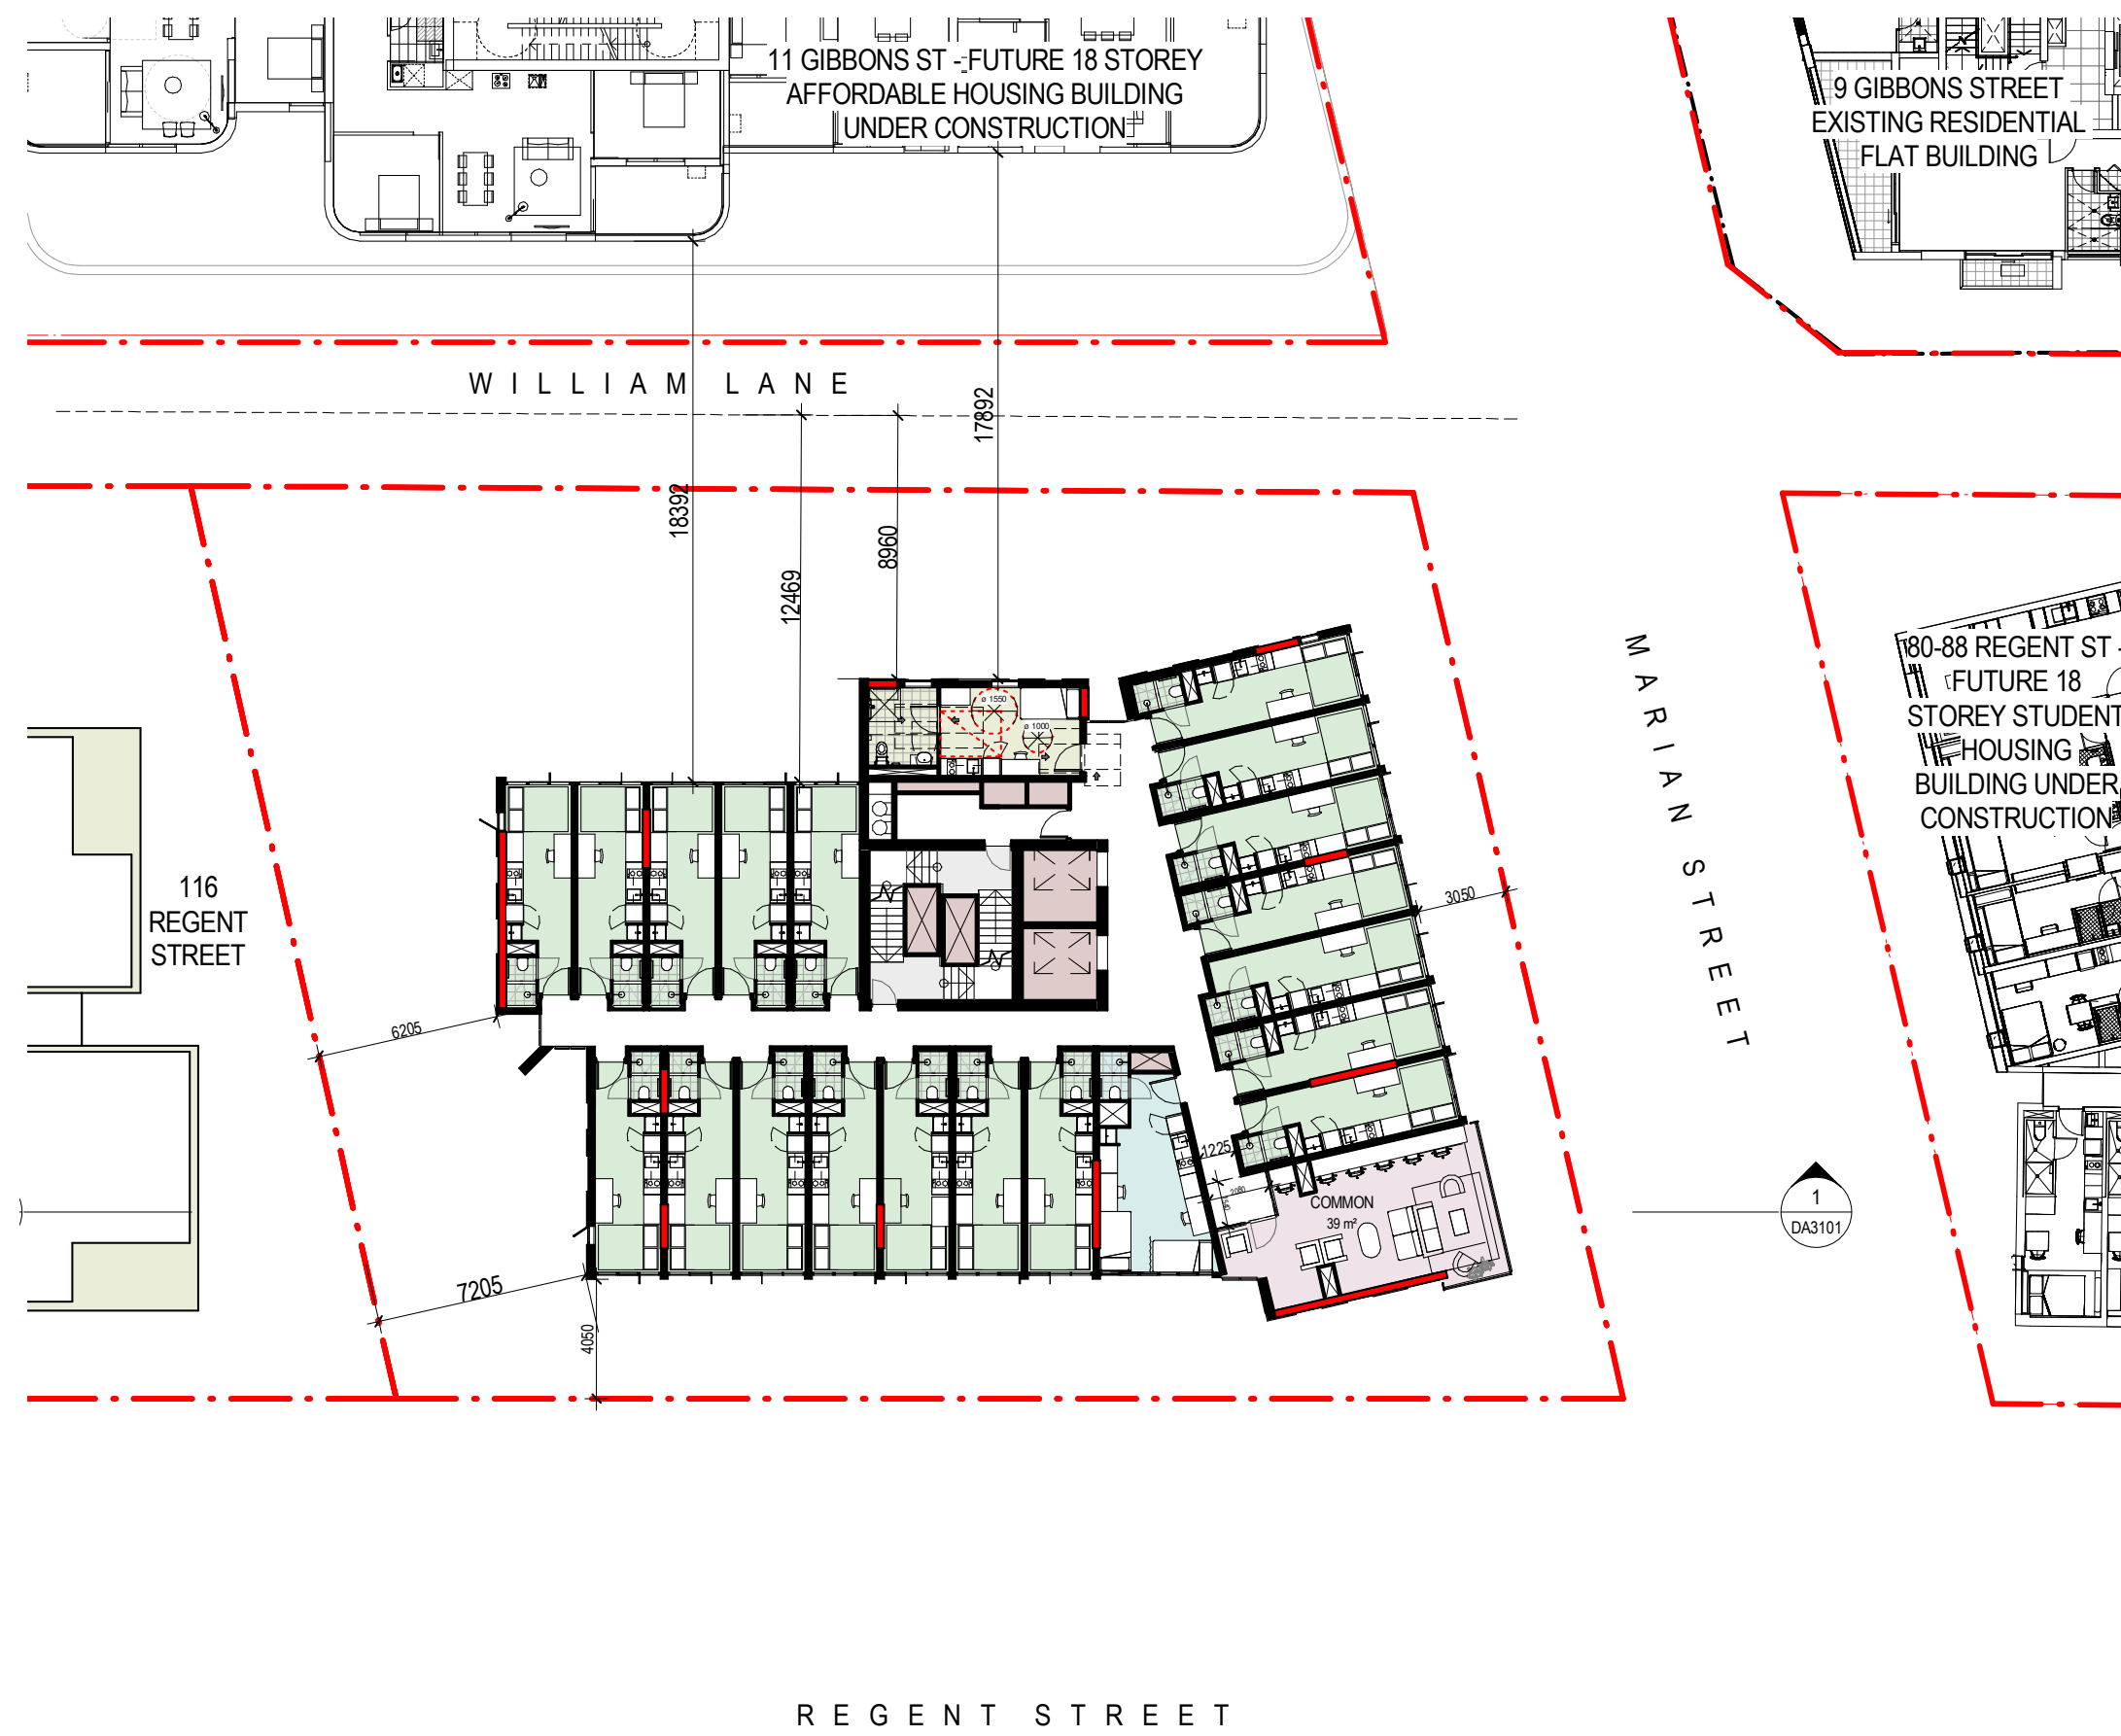 11 GIBBONS ST - FUTURE 18 STOREY
AFFORDABLE HOUSING BUILDING
UNDER CONSTRUCTION
9 GIBBONS STREET
EXISTING RESIDENTIAL
FLAT BUILDING
WILLIAM LANE
17892
18392
8960
12469
MARIAN STREET
80-88 REGENT ST -
FUTURE 18
STOREY STUDENT
HOUSING
BUILDING UNDER
CONSTRUCTION
ø 1550
ø 1000
116
REGENT
STREET
3050
6205
1225
COMMON
39 m²
1
DA3101
7205
4050
REGENT STREET